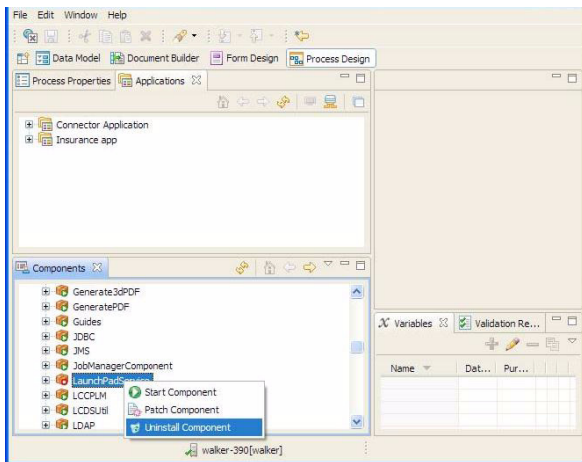 File Edit Window Help
Data Model Document Builder Form Design Process Design
Process Properties Applications
Connector Application
Insurance app
Components
Generate3dPDF
GeneratePDF
Guides
JDBC
JMS
JobManagerComponent
LaunchPadService
LCCPLM
LCDSUtil
LDAP
Start Component
Patch Component
Uninstall Component
Variables Validation Re...
Name Dat... Pur...
walker-390[walker]